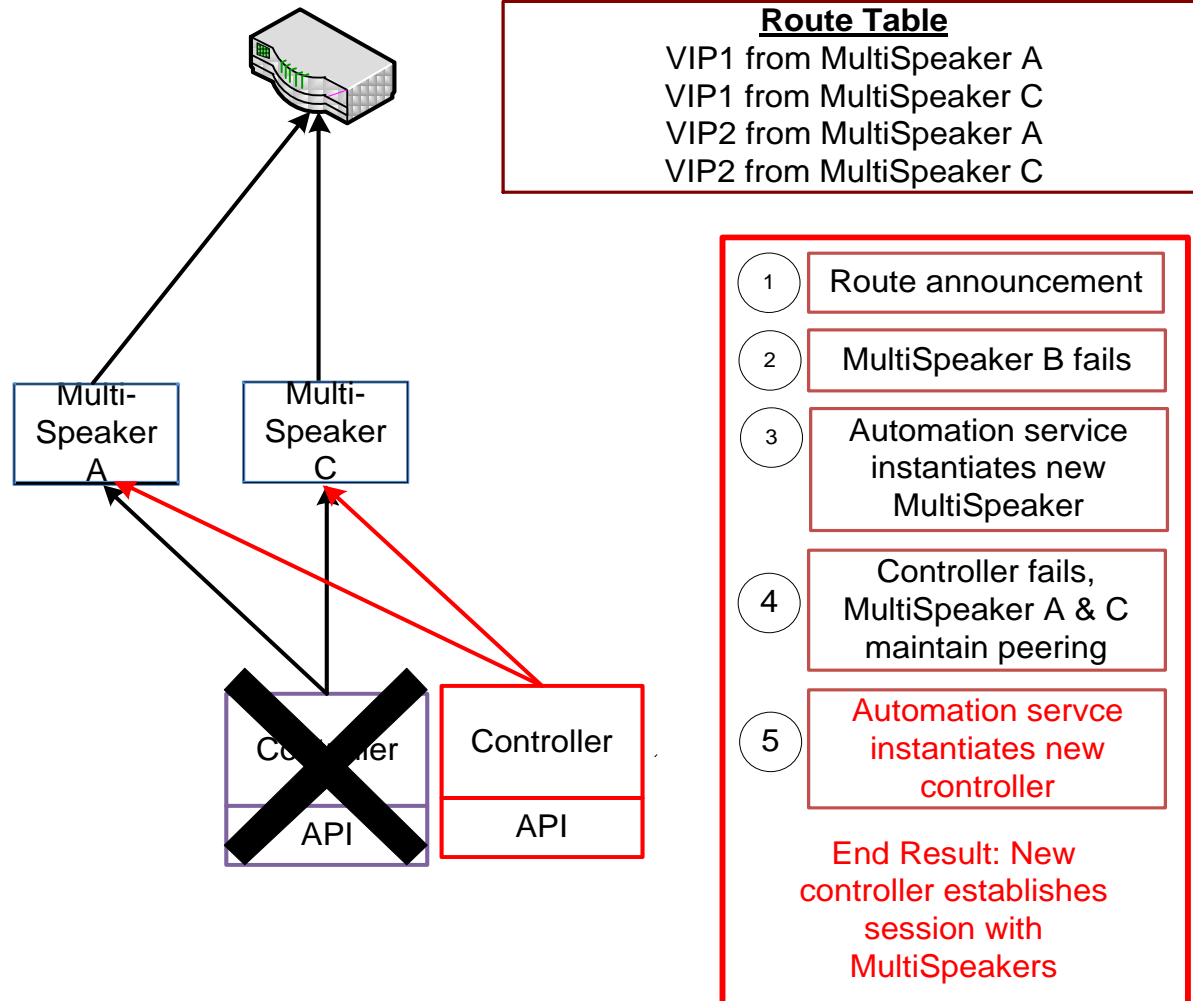 Route Table
VIP1 from MultiSpeaker A
VIP1 from MultiSpeaker C
VIP2 from MultiSpeaker A
VIP2 from MultiSpeaker C
Multi-
Speaker
A
Multi-
Speaker
C
API
Controller
API
1
Route announcement
2
MultiSpeaker B fails
3
Automation service
instantiates new
MultiSpeaker
4
Controller fails,
MultiSpeaker A & C
maintain peering
5
Automation servce
instantiates new
controller
End Result: New
controller establishes
session with
MultiSpeakers